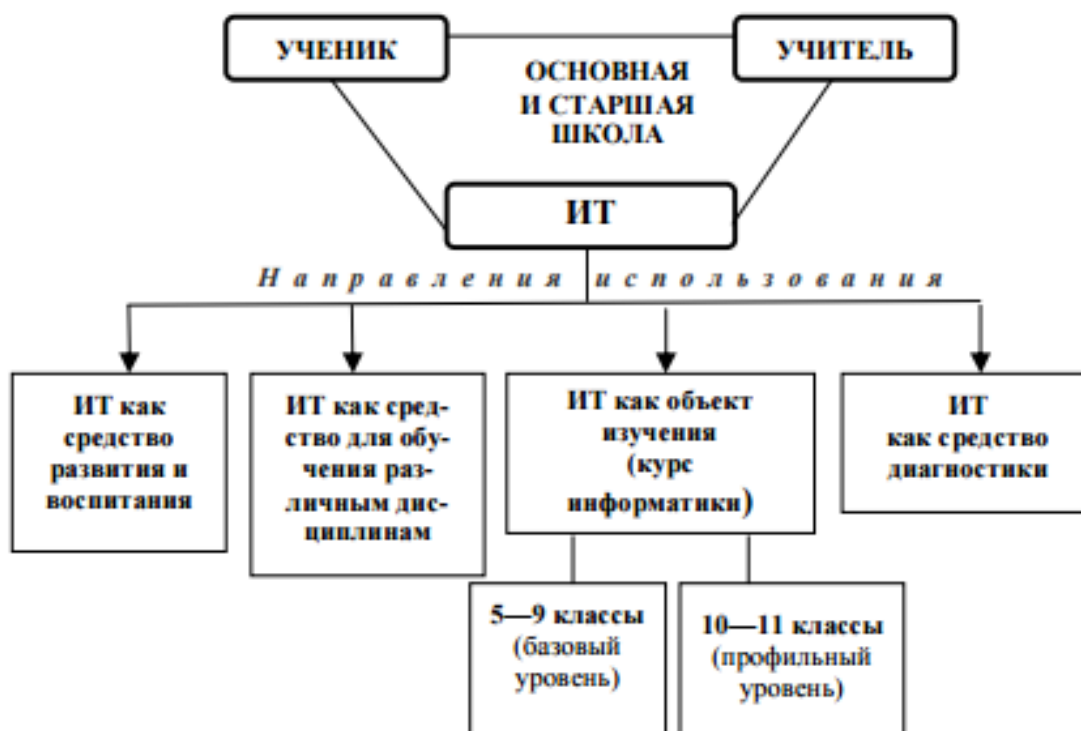 УЧЕНИК
УЧИТЕЛЬ
ОСНОВНАЯ
И СТАРШАЯ
ШКОЛА
ИТ
Направления использования
ИТ как
средство
развития и
воспитания
ИТ как сред-
ство для обу-
чения раз-
личным дис-
циплинам
ИТ как объект
изучения
(курс
информатики)
ИТ
как средство
диагностики
5—9 классы
(базовый
уровень)
10—11 классы
(профильный
уровень)